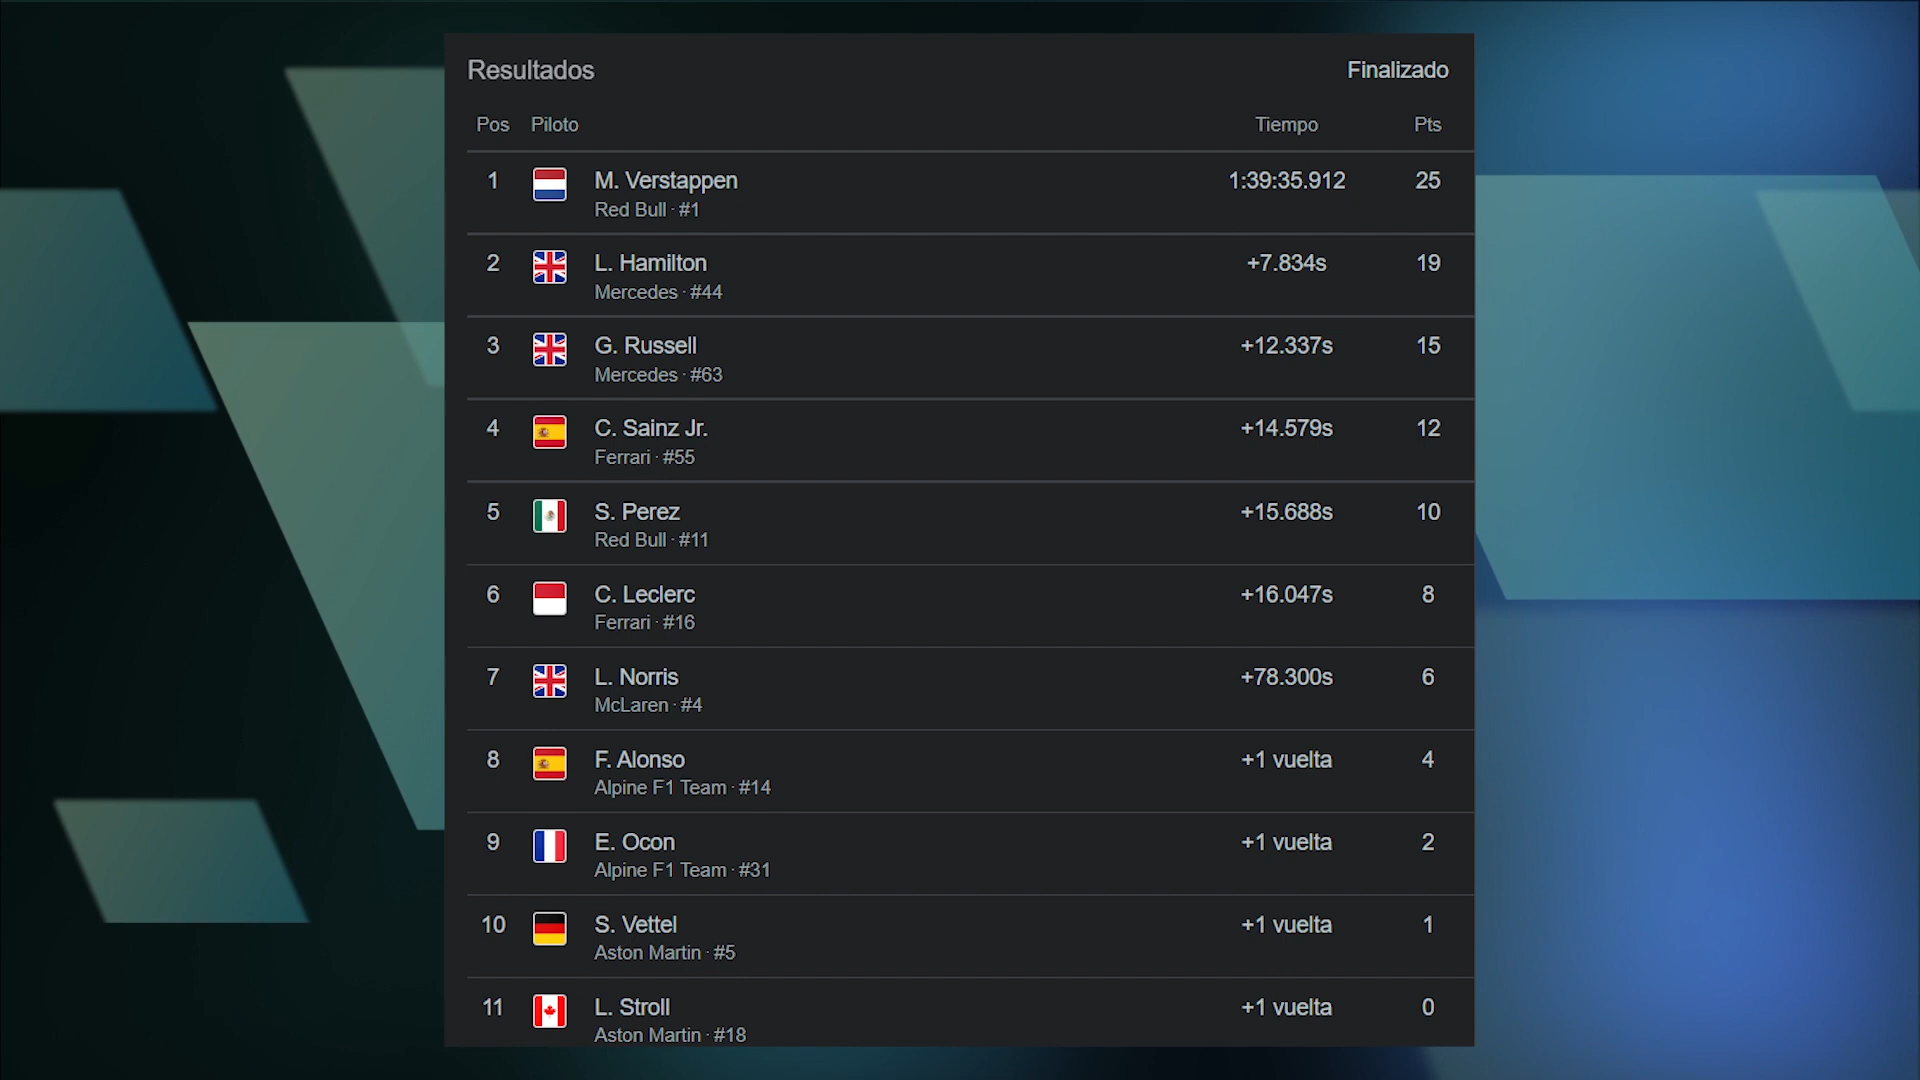 Resultados Finalizado
Pos Piloto Tiempo Pts
1 M. Verstappen 1:39:35.912 25
Red Bull · #1
2 L. Hamilton +7.834s 19
Mercedes · #44
3 G. Russell +12.337s 15
Mercedes · #63
4 C. Sainz Jr. +14.579s 12
Ferrari · #55
5 S. Perez +15.688s 10
Red Bull · #11
6 C. Leclerc +16.047s 8
Ferrari · #16
7 L. Norris +78.300s 6
McLaren · #4
8 F. Alonso +1 vuelta 4
Alpine F1 Team · #14
9 E. Ocon +1 vuelta 2
Alpine F1 Team · #31
10 S. Vettel +1 vuelta 1
Aston Martin · #5
11 L. Stroll +1 vuelta 0
Aston Martin · #18